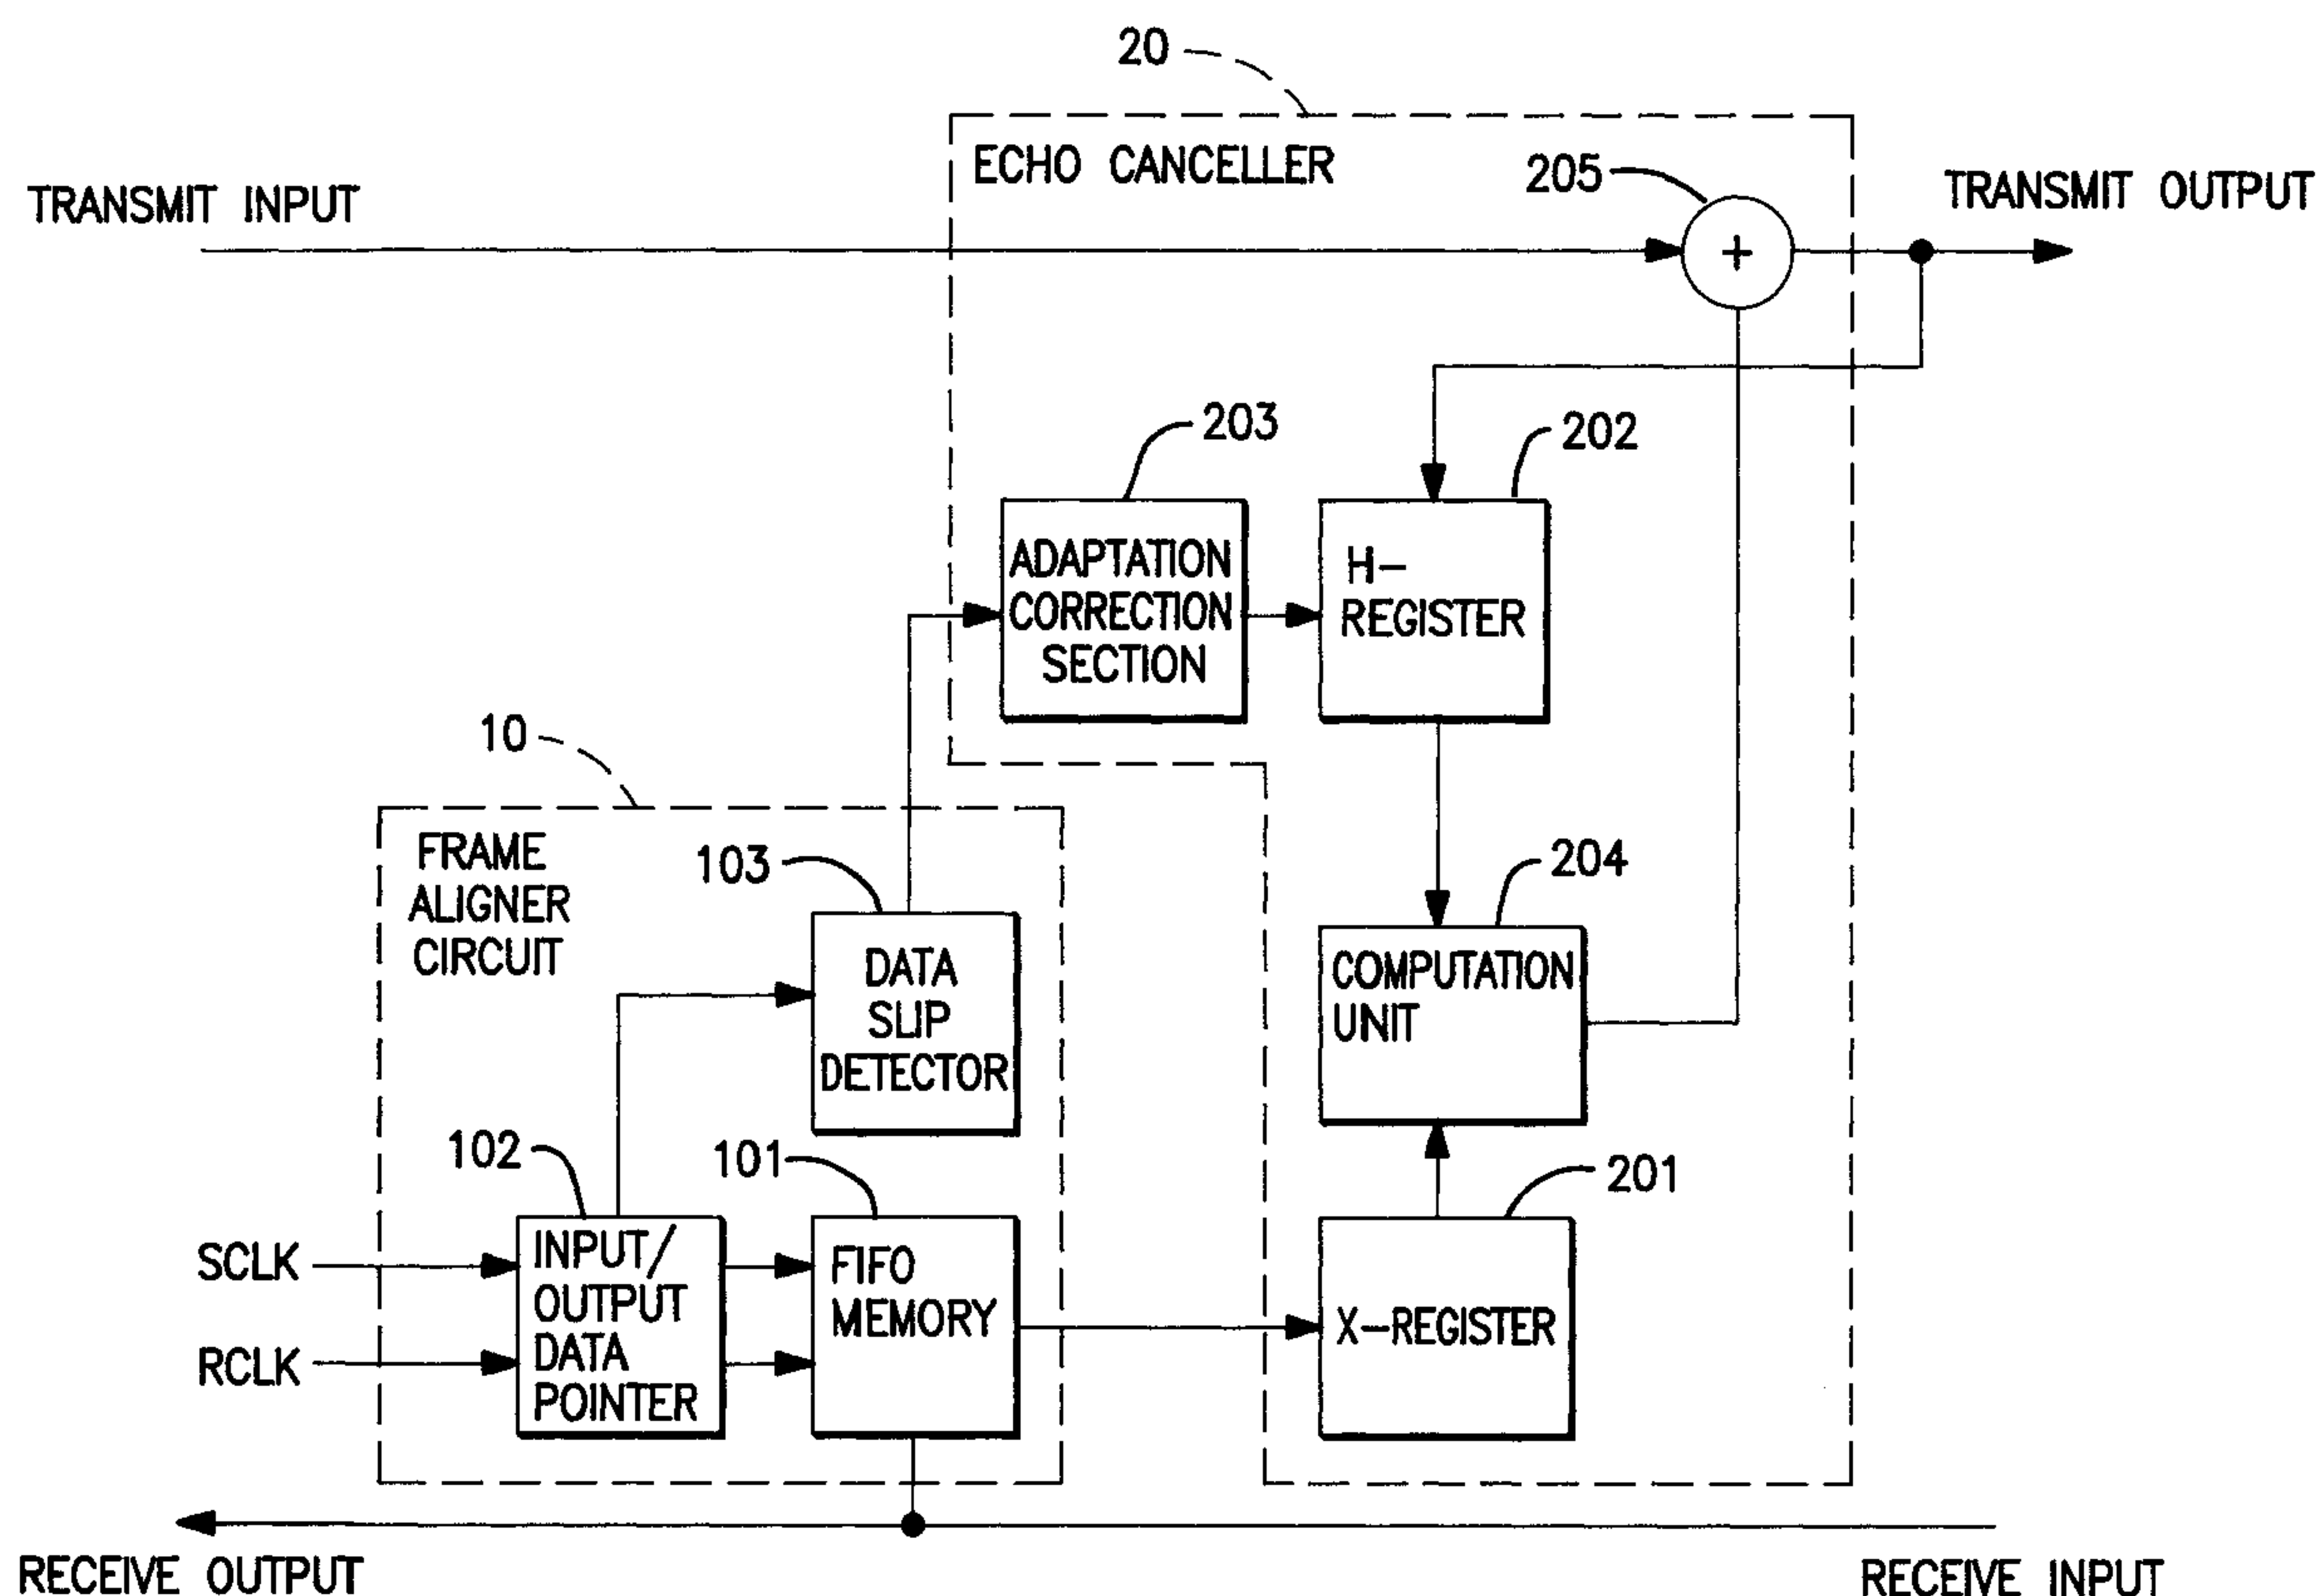 20
ECHO CANCELLER
205
TRANSMIT INPUT
TRANSMIT OUTPUT
+
203
202
ADAPTATION
CORRECTION
SECTION
H-
REGISTER
10
FRAME
ALIGNER
CIRCUIT
103
204
DATA
SLIP
DETECTOR
COMPUTATION
UNIT
102
101
201
SCLK
RCLK
INPUT/
OUTPUT
DATA
POINTER
FIFO
MEMORY
X-REGISTER
RECEIVE OUTPUT
RECEIVE INPUT